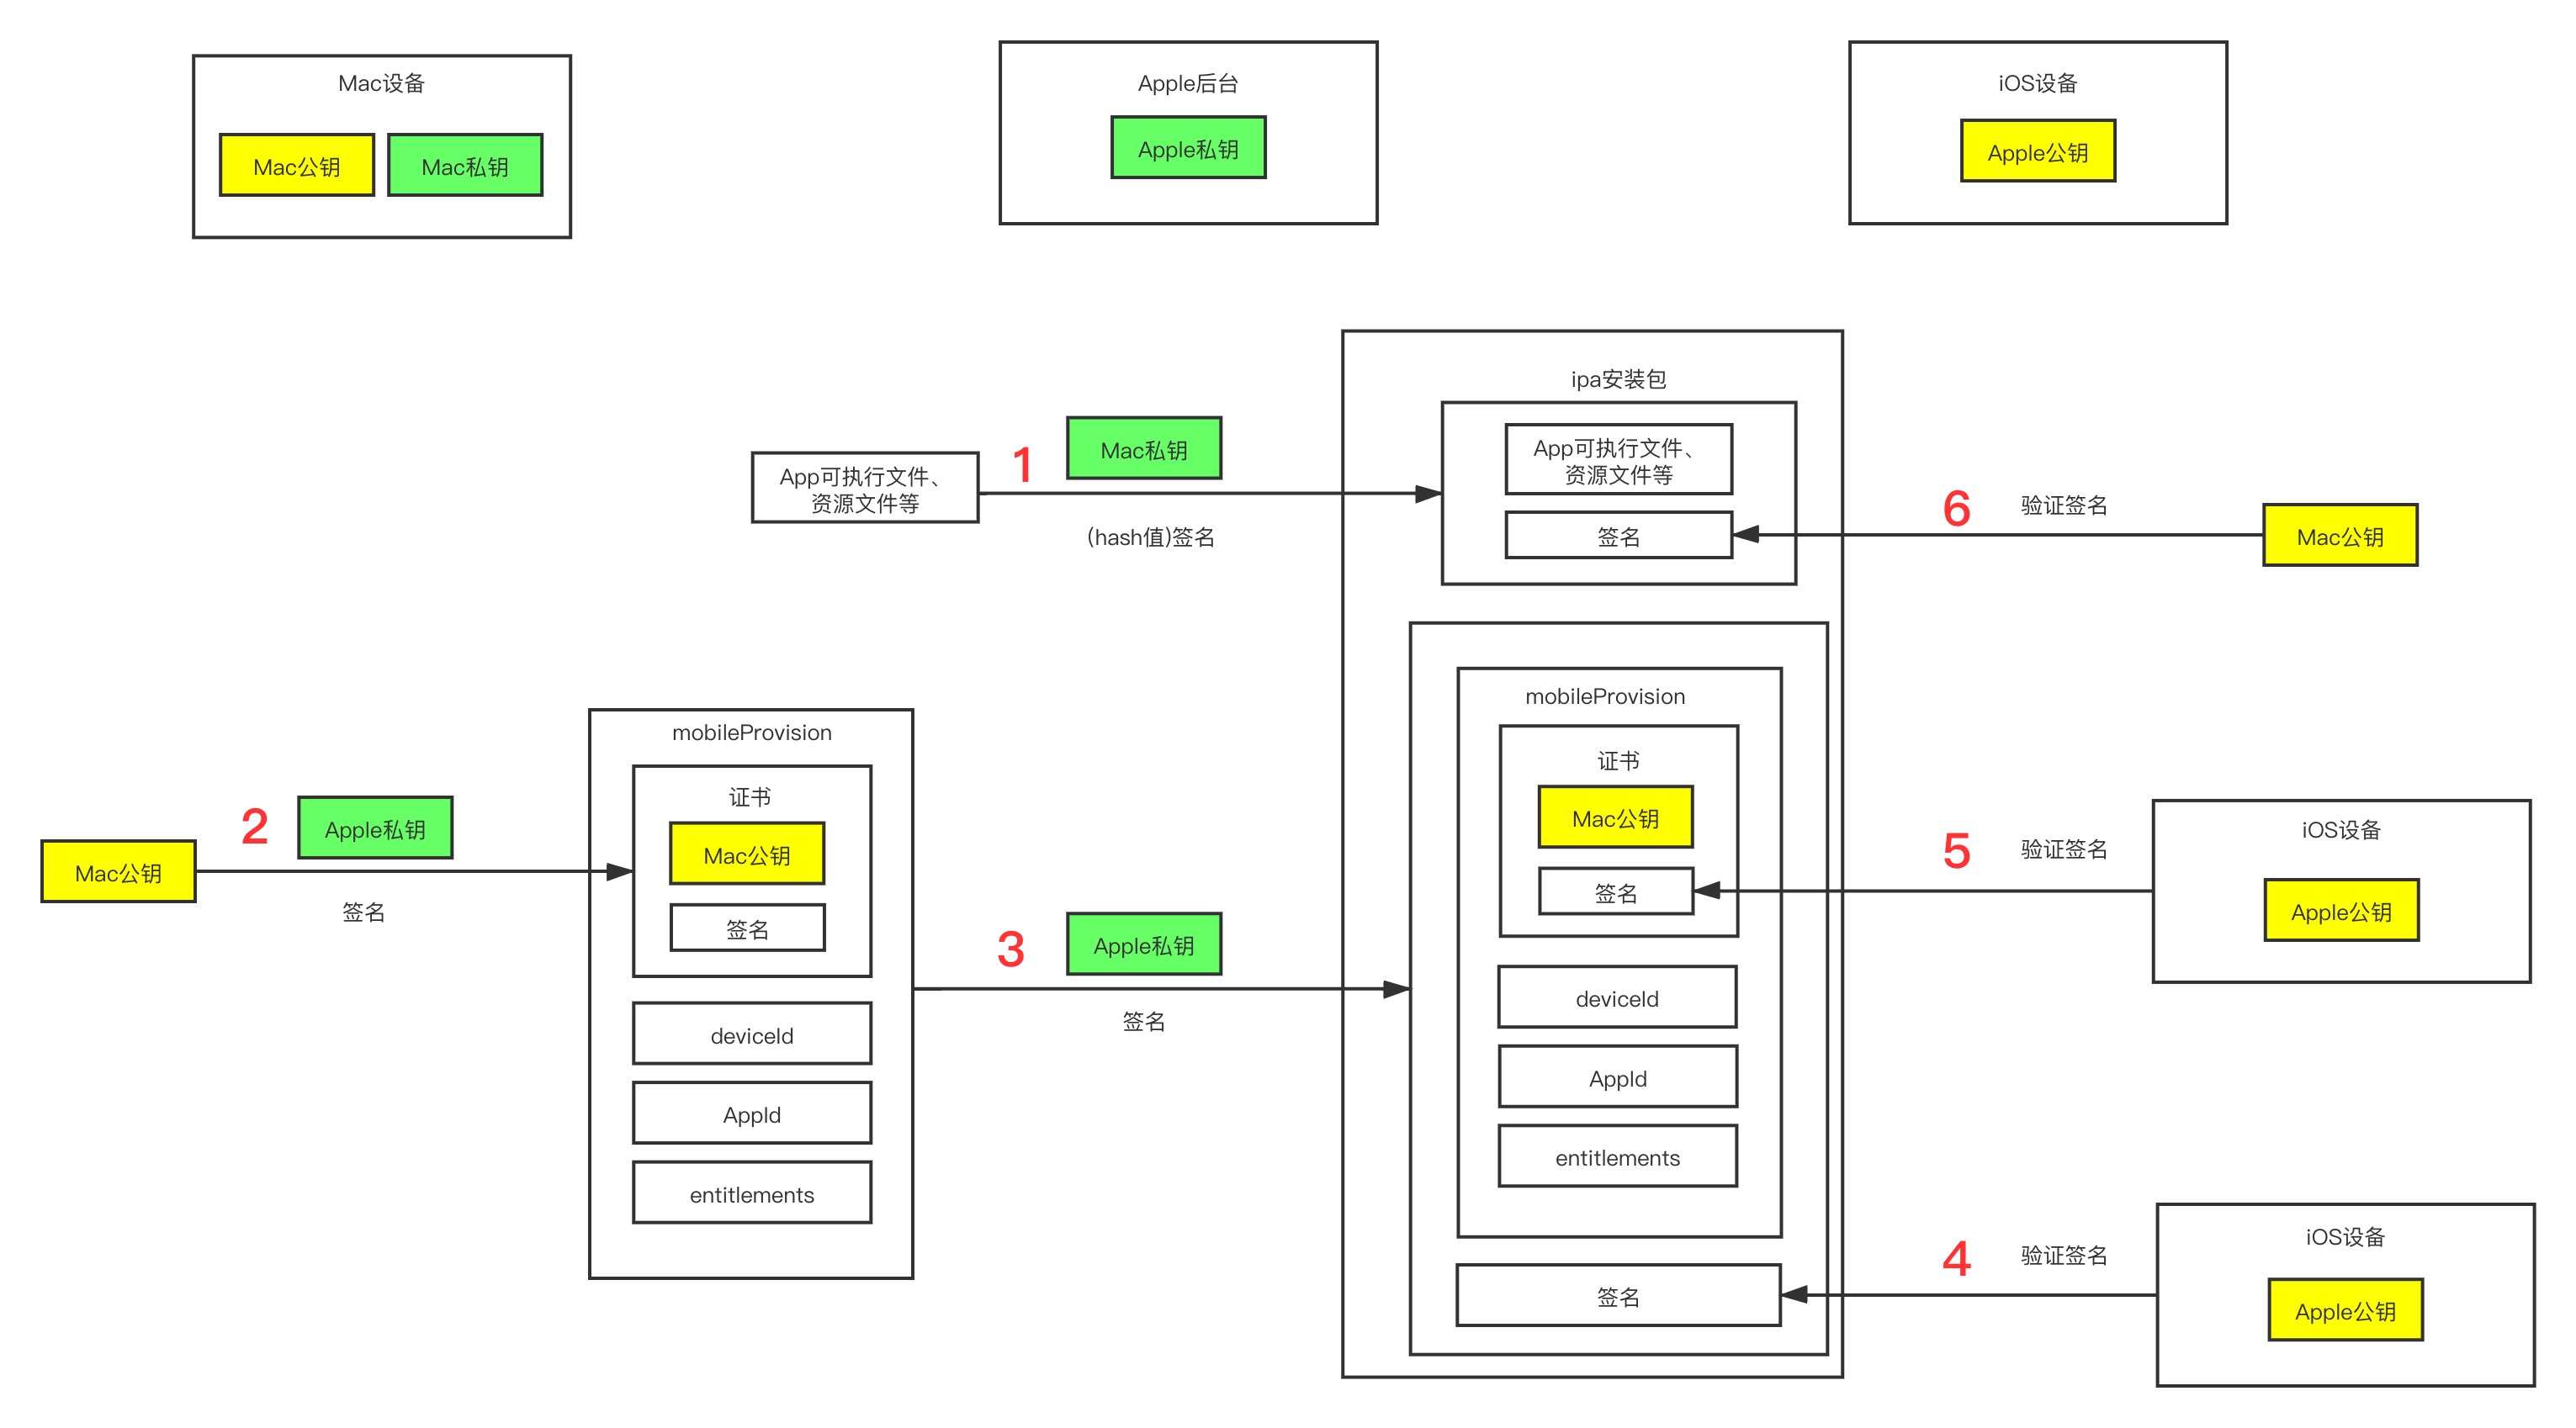 Mac设备
Mac公钥
Mac私钥
Apple后台
Apple私钥
iOS设备
Apple公钥
App可执行文件、
资源文件等
1
Mac私钥
(hash值)签名
ipa安装包
App可执行文件、
资源文件等
签名
6
验证签名
Mac公钥
Mac公钥
2
Apple私钥
签名
mobileProvision
证书
Mac公钥
签名
deviceId
AppId
entitlements
3
Apple私钥
签名
mobileProvision
证书
Mac公钥
签名
deviceId
AppId
entitlements
签名
5
验证签名
iOS设备
Apple公钥
4
验证签名
iOS设备
Apple公钥